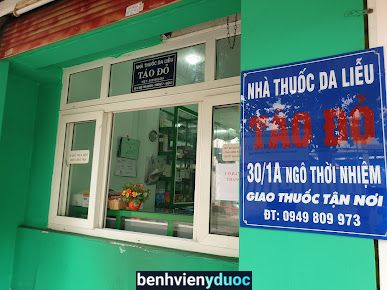 NHÀ THUỐC DA LIỄU
TÁO ĐỎ
NHÀ THUỐC DA LIỄU
TÁO ĐỎ
30/1A NGÔ THỜI NHIỆM
GIAO THUỐC TẬN NƠI
ĐT: 0949 809 973
benhvienyduoc